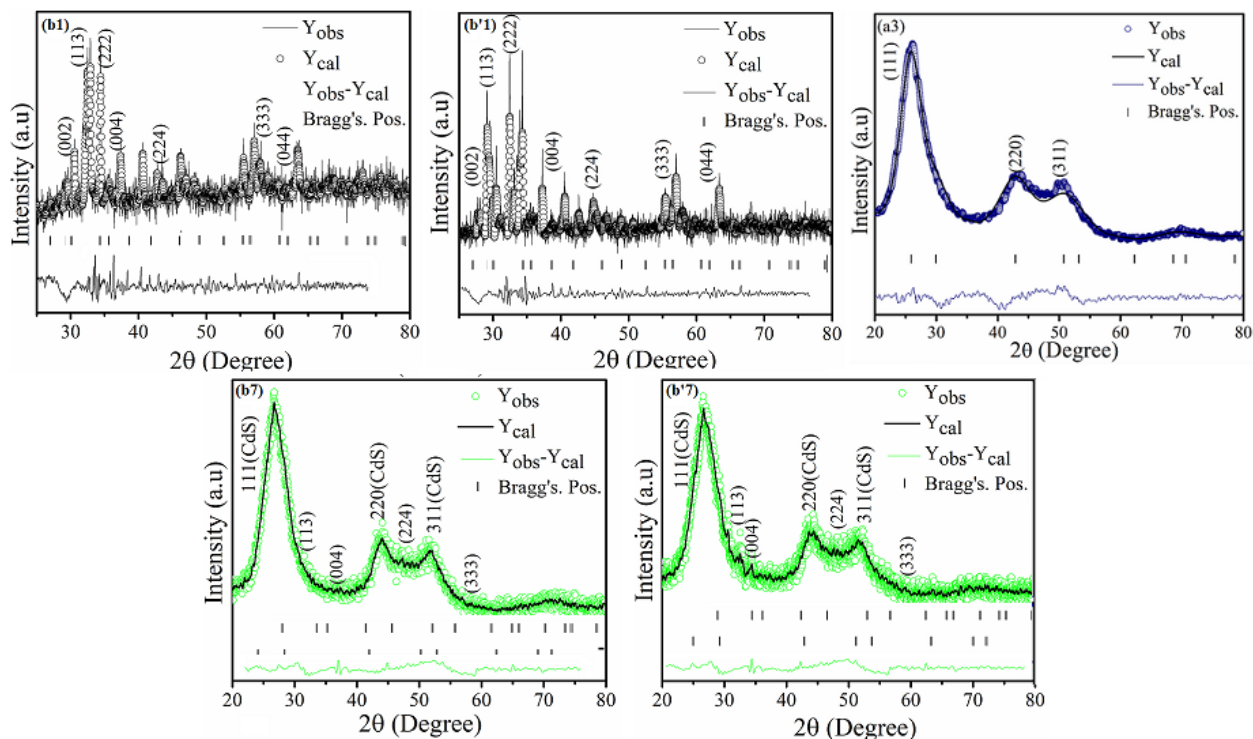 (b1)
Y_obs
Y_cal
Y_obs-Y_cal
Bragg's. Pos.
(002)
(113)
(222)
(004)
(224)
(333)
(044)
Intensity (a.u)
30 40 50 60 70 80
2θ (Degree)
(b'1)
Y_obs
Y_cal
Y_obs-Y_cal
Bragg's. Pos.
(002)
(113)
(222)
(004)
(224)
(333)
(044)
Intensity (a.u)
30 40 50 60 70 80
2θ (Degree)
(a3)
Y_obs
Y_cal
Y_obs-Y_cal
Bragg's. Pos.
(111)
(220)
(311)
Intensity (a.u)
20 30 40 50 60 70 80
2θ (Degree)
(b7)
Y_obs
Y_cal
Y_obs-Y_cal
Bragg's. Pos.
111(CdS)
(113)
(004)
220(CdS)
(224)
311(CdS)
(333)
Intensity (a.u)
20 30 40 50 60 70 80
2θ (Degree)
(b'7)
Y_obs
Y_cal
Y_obs-Y_cal
Bragg's. Pos.
111(CdS)
(113)
(004)
220(CdS)
(224)
311(CdS)
(333)
Intensity (a.u)
20 30 40 50 60 70 80
2θ (Degree)